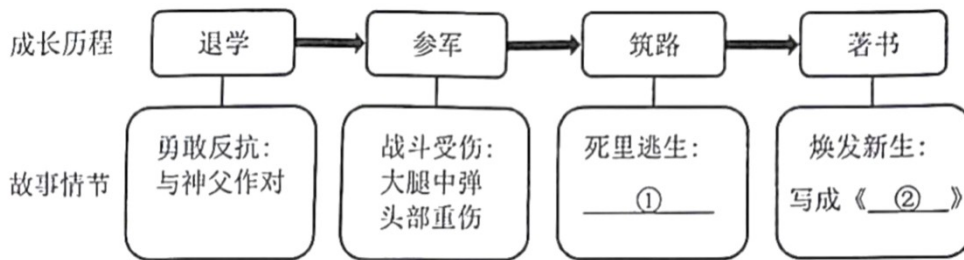 成长历程
退学
参军
筑路
著书
故事情节
勇敢反抗：
与神父作对
战斗受伤：
大腿中弹
头部重伤
死里逃生：
①
焕发新生：
写成《②》